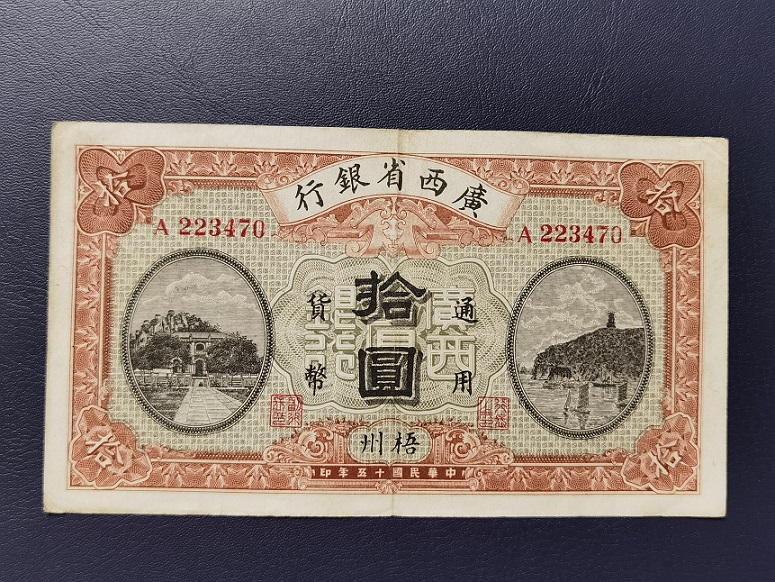 廣西省銀行
A 223470
A 223470
拾
拾
拾圓
通用
貨幣
廣西
梧州
拾
拾
中華民國十五年印